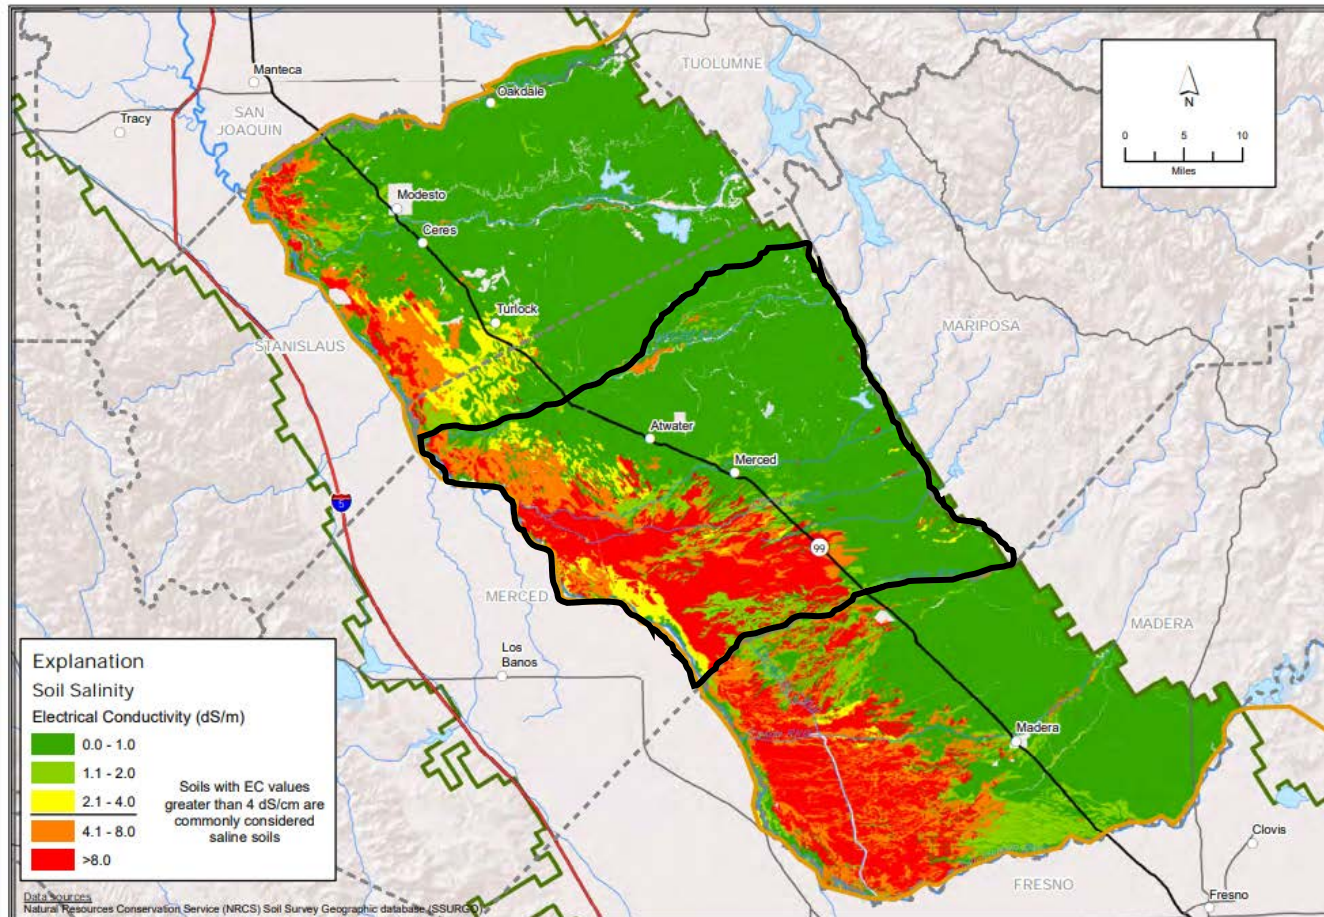 TUOLUMNE
Manteca
Oakdale
SAN
JOAQUIN
Tracy
N
0 5 10
Miles
Modesto
Ceres
Turlock
MARIPOSA
STANISLAUS
Atwater
Merced
5
99
MERCED
MADERA
Los
Banos
Madera
Clovis
FRESNO
Fresno
Explanation
Soil Salinity
Electrical Conductivity (dS/m)
0.0 - 1.0
1.1 - 2.0
2.1 - 4.0
4.1 - 8.0
>8.0
Soils with EC values
greater than 4 dS/cm are
commonly considered
saline soils
Data sources
Natural Resources Conservation Service (NRCS) Soil Survey Geographic database (SSURGO)